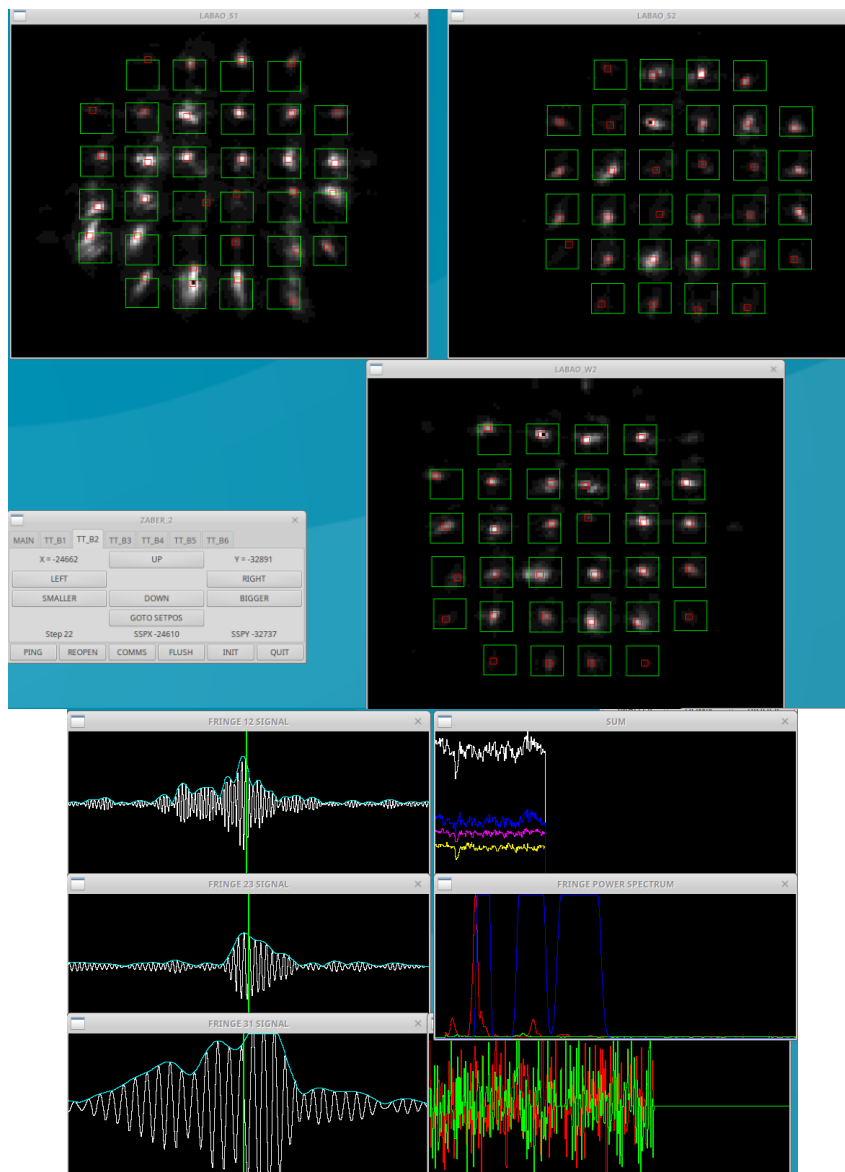 LABAO_S1
LABAO_S2
LABAO_W2
ZABER_2
MAIN TT_B1 TT_B2 TT_B3 TT_B4 TT_B5 TT_B6
X = -24662 UP Y = -32891
LEFT RIGHT
SMALLER DOWN BIGGER
GOTO SETPOS
Step 22 SSPX -24610 SSPY -32737
PING REOPEN COMMS FLUSH INIT QUIT
FRINGE 12 SIGNAL
SUM
FRINGE 23 SIGNAL
FRINGE POWER SPECTRUM
FRINGE 31 SIGNAL